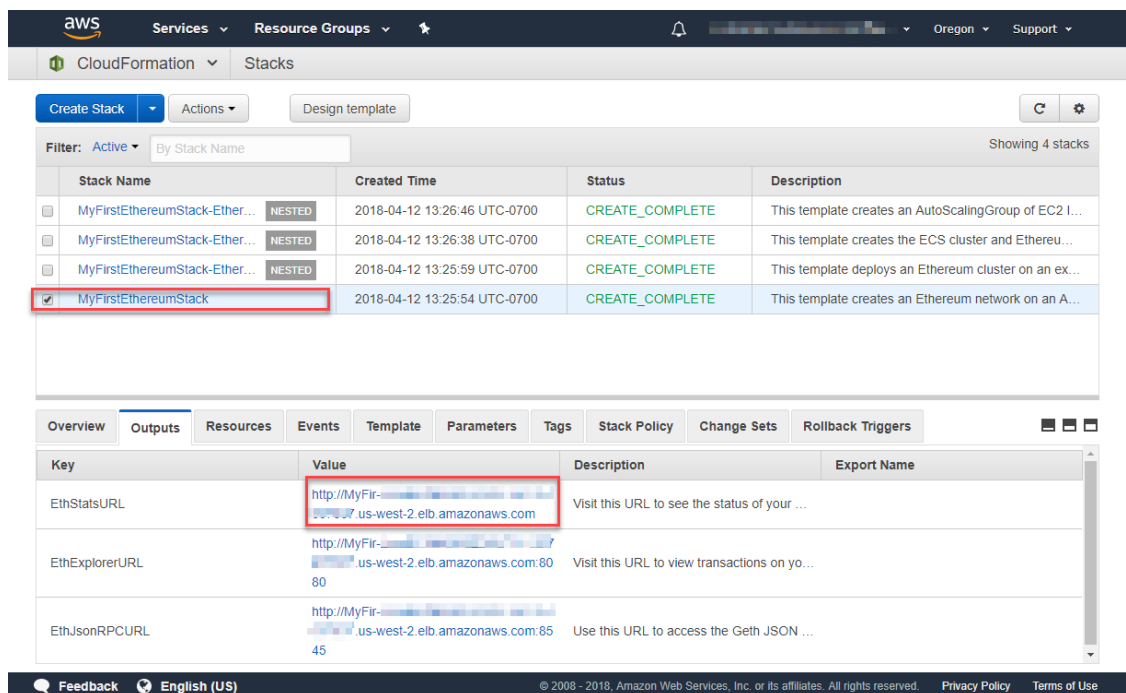 aws Services Resource Groups Oregon Support
CloudFormation Stacks
Create Stack Actions Design template
Filter: Active By Stack Name Showing 4 stacks
Stack Name Created Time Status Description
MyFirstEthereumStack-Ether... NESTED 2018-04-12 13:26:46 UTC-0700 CREATE_COMPLETE This template creates an AutoScalingGroup of EC2 I...
MyFirstEthereumStack-Ether... NESTED 2018-04-12 13:26:38 UTC-0700 CREATE_COMPLETE This template creates the ECS cluster and Ethereu...
MyFirstEthereumStack-Ether... NESTED 2018-04-12 13:25:59 UTC-0700 CREATE_COMPLETE This template deploys an Ethereum cluster on an ex...
MyFirstEthereumStack 2018-04-12 13:25:54 UTC-0700 CREATE_COMPLETE This template creates an Ethereum network on an A...
Overview Outputs Resources Events Template Parameters Tags Stack Policy Change Sets Rollback Triggers
Key Value Description Export Name
http://MyFir-
EthStatsURL Visit this URL to see the status of your ...
.us-west-2.elb.amazonaws.com
http://MyFir-
EthExplorerURL .us-west-2.elb.amazonaws.com:80 Visit this URL to view transactions on yo...
80
http://MyFir-
EthJsonRPCURL .us-west-2.elb.amazonaws.com:85 Use this URL to access the Geth JSON ...
45
Feedback English (US) © 2008 - 2018, Amazon Web Services, Inc. or its affiliates. All rights reserved. Privacy Policy Terms of Use